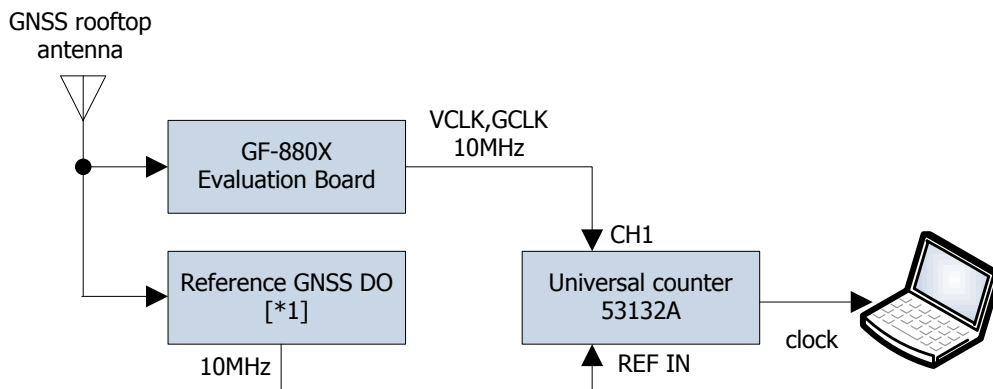 GNSS rooftop
antenna
GF-880X
Evaluation Board
VCLK,GCLK
10MHz
CH1
Reference GNSS DO
[*1]
Universal counter
53132A
clock
10MHz
REF IN